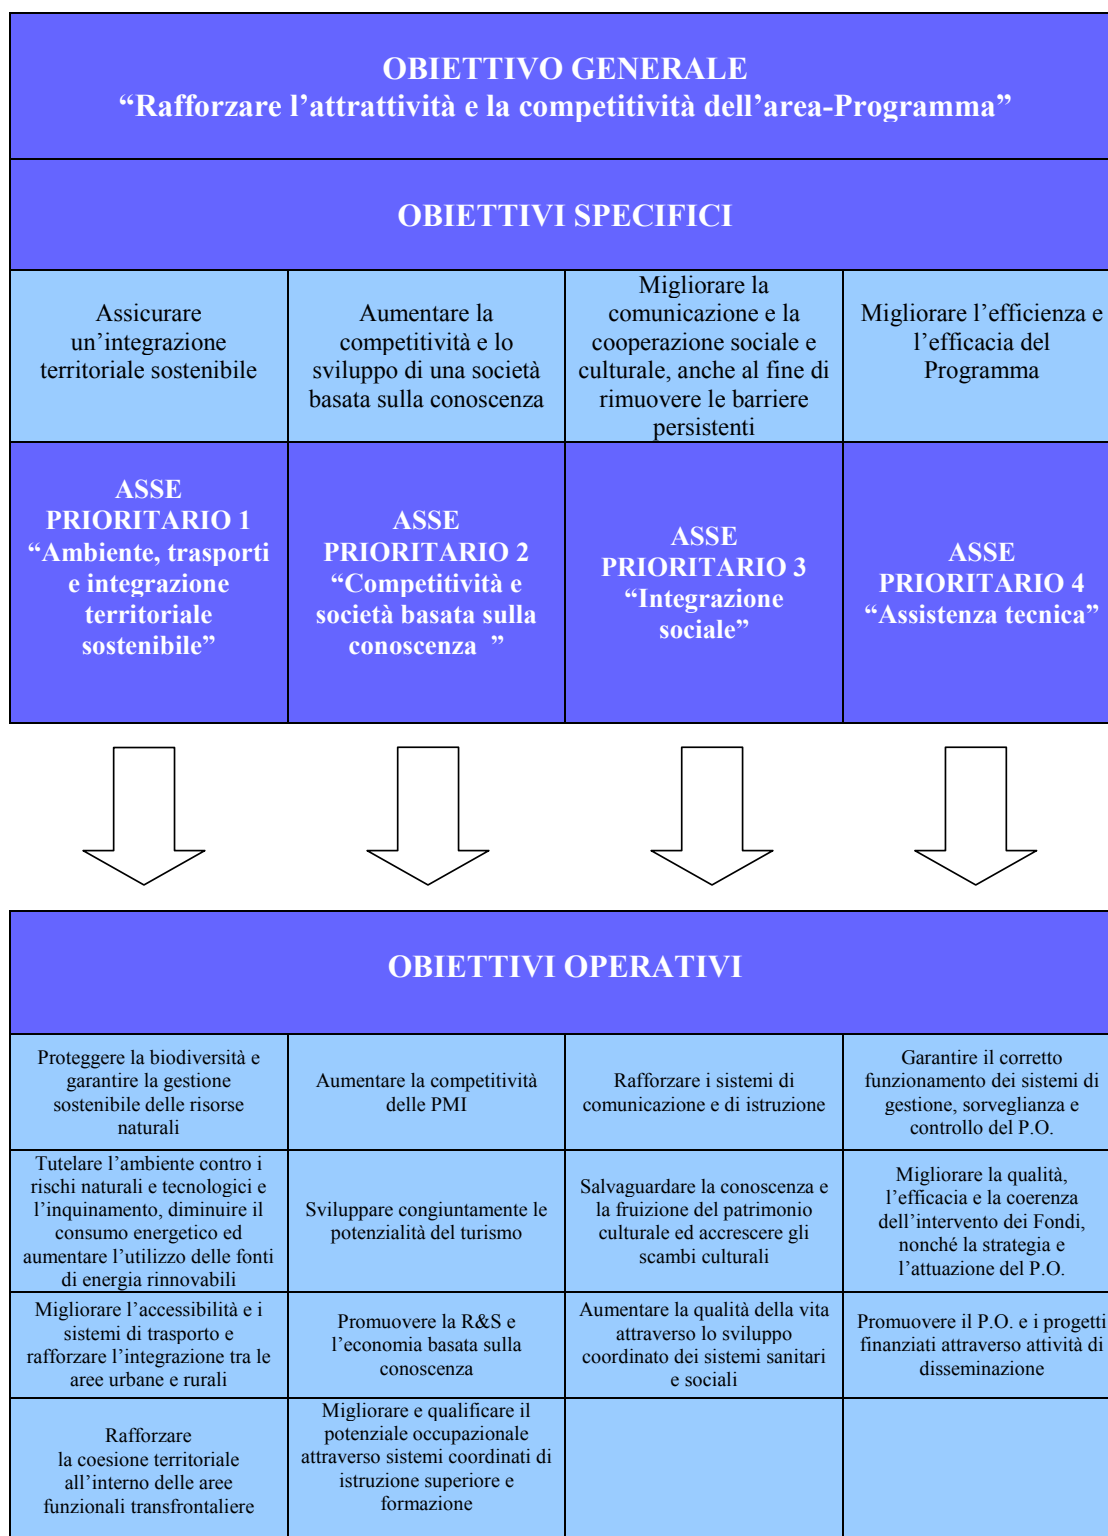 OBIETTIVO GENERALE
“Rafforzare l’attrattività e la competitività dell’area-Programma”
OBIETTIVI SPECIFICI
Assicurare
un’integrazione
territoriale sostenibile
Aumentare la
competitività e lo
sviluppo di una società
basata sulla conoscenza
Migliorare la
comunicazione e la
cooperazione sociale e
culturale, anche al fine di
rimuovere le barriere
persistenti
Migliorare l’efficienza e
l’efficacia del
Programma
ASSE
PRIORITARIO 1
“Ambiente, trasporti
e integrazione
territoriale
sostenibile”
ASSE
PRIORITARIO 2
“Competitività e
società basata sulla
conoscenza ”
ASSE
PRIORITARIO 3
“Integrazione
sociale”
ASSE
PRIORITARIO 4
“Assistenza tecnica”
OBIETTIVI OPERATIVI
Proteggere la biodiversità e
garantire la gestione
sostenibile delle risorse
naturali
Aumentare la competitività
delle PMI
Rafforzare i sistemi di
comunicazione e di istruzione
Garantire il corretto
funzionamento dei sistemi di
gestione, sorveglianza e
controllo del P.O.
Tutelare l’ambiente contro i
rischi naturali e tecnologici e
l’inquinamento, diminuire il
consumo energetico ed
aumentare l’utilizzo delle fonti
di energia rinnovabili
Sviluppare congiuntamente le
potenzialità del turismo
Salvaguardare la conoscenza e
la fruizione del patrimonio
culturale ed accrescere gli
scambi culturali
Migliorare la qualità,
l’efficacia e la coerenza
dell’intervento dei Fondi,
nonché la strategia e
l’attuazione del P.O.
Migliorare l’accessibilità e i
sistemi di trasporto e
rafforzare l’integrazione tra le
aree urbane e rurali
Promuovere la R&S e
l’economia basata sulla
conoscenza
Aumentare la qualità della vita
attraverso lo sviluppo
coordinato dei sistemi sanitari
e sociali
Promuovere il P.O. e i progetti
finanziati attraverso attività di
disseminazione
Rafforzare
la coesione territoriale
all’interno delle aree
funzionali transfrontaliere
Migliorare e qualificare il
potenziale occupazionale
attraverso sistemi coordinati di
istruzione superiore e
formazione